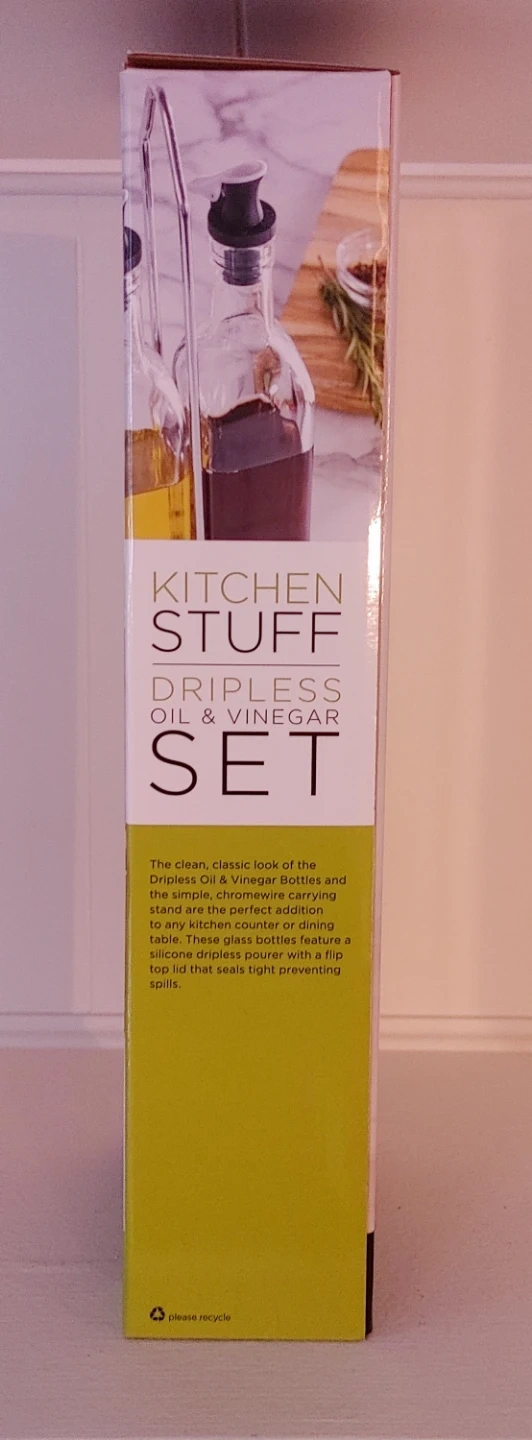 KITCHEN
STUFF
DRIPLESS
OIL & VINEGAR
SET
The clean, classic look of the
Dripless Oil & Vinegar Bottles and
the simple, chromewire carrying
stand are the perfect addition
to any kitchen counter or dining
table. These glass bottles feature a
silicone dripless pourer with a flip
top lid that seals tight preventing
spills.
please recycle